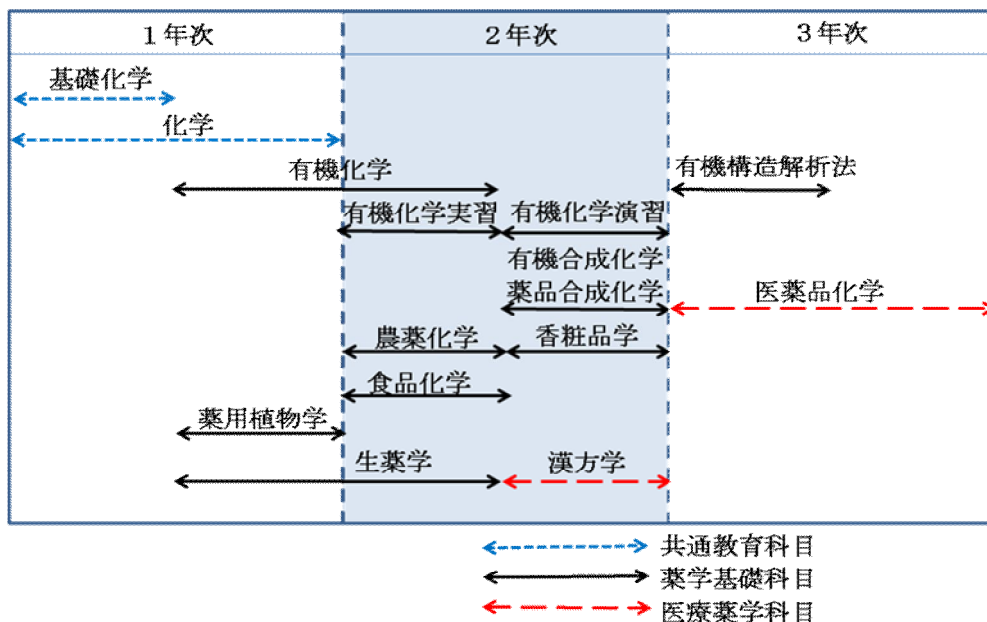 １年次
２年次
３年次
基礎化学
化学
有機化学
有機構造解析法
有機化学実習
有機化学演習
有機合成化学
薬品合成化学
医薬品化学
農薬化学
香粧品学
食品化学
薬用植物学
生薬学
漢方学
共通教育科目
薬学基礎科目
医療薬学科目